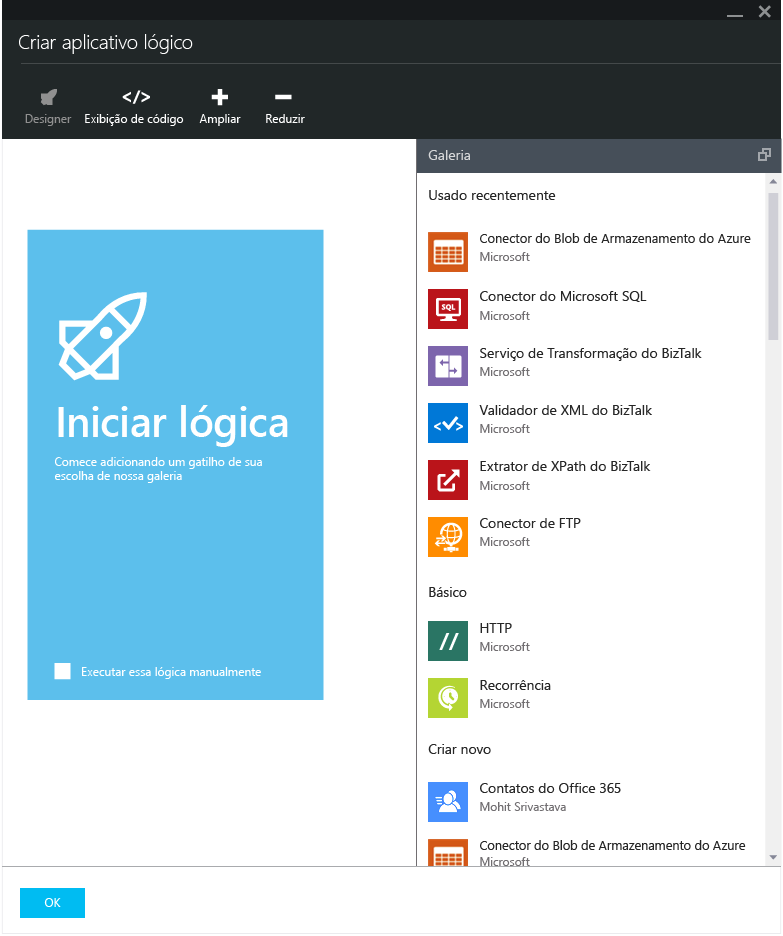 Criar aplicativo lógico
Designer
Exibição de código
Ampliar
Reduzir
Iniciar lógica
Comece adicionando um gatilho de sua
escolha de nossa galeria
Executar essa lógica manualmente
Galeria
Usado recentemente
Conector do Blob de Armazenamento do Azure
Microsoft
SQL
Conector do Microsoft SQL
Microsoft
Serviço de Transformação do BizTalk
Microsoft
Validador de XML do BizTalk
Microsoft
Extrator de XPath do BizTalk
Microsoft
Conector de FTP
Microsoft
Básico
HTTP
Microsoft
Recorrência
Microsoft
Criar novo
Contatos do Office 365
Mohit Srivastava
Conector do Blob de Armazenamento do Azure
Microsoft
OK